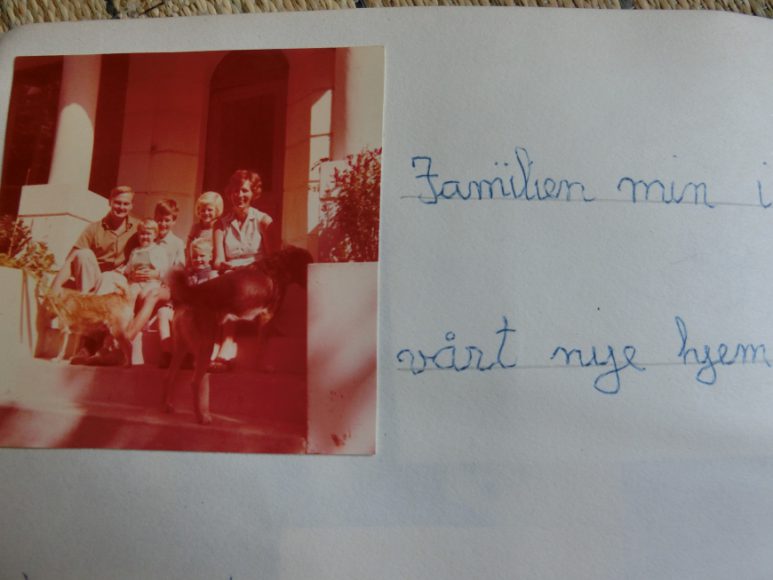 Familien min i
vårt nye hjem